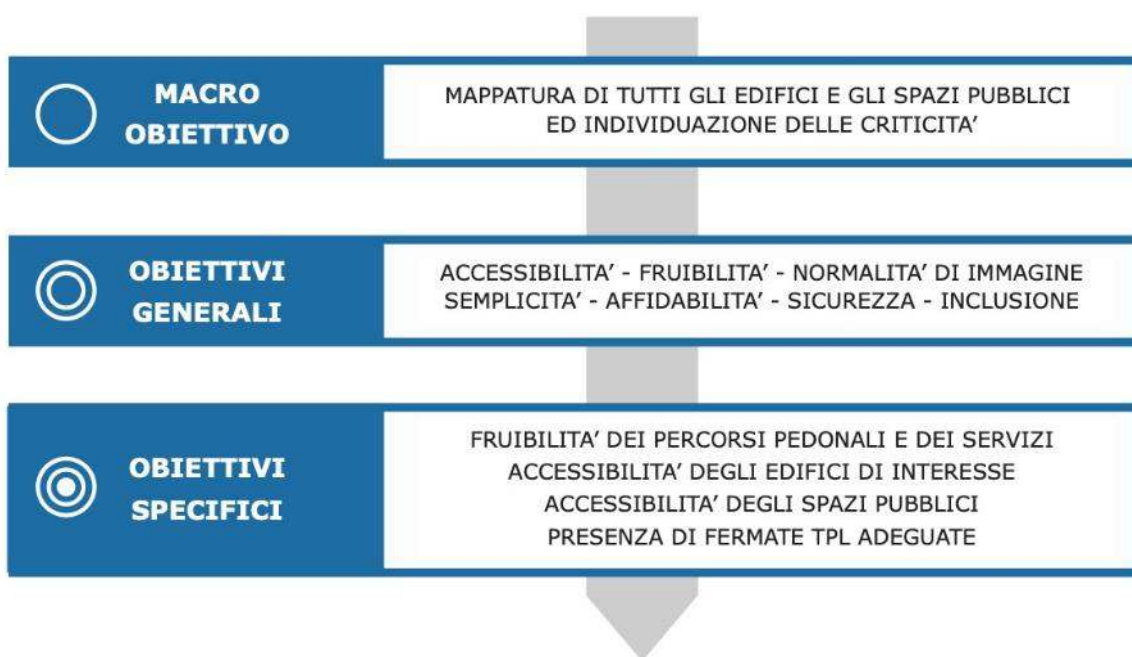 MACRO
OBIETTIVO
MAPPATURA DI TUTTI GLI EDIFICI E GLI SPAZI PUBBLICI
ED INDIVIDUAZIONE DELLE CRITICITA’
OBIETTIVI
GENERALI
ACCESSIBILITA’ - FRUIBILITA’ - NORMALITA’ DI IMMAGINE
SEMPLICITA’ - AFFIDABILITA’ - SICUREZZA - INCLUSIONE
OBIETTIVI
SPECIFICI
FRUIBILITA’ DEI PERCORSI PEDONALI E DEI SERVIZI
ACCESSIBILITA’ DEGLI EDIFICI DI INTERESSE
ACCESSIBILITA’ DEGLI SPAZI PUBBLICI
PRESENZA DI FERMATE TPL ADEGUATE